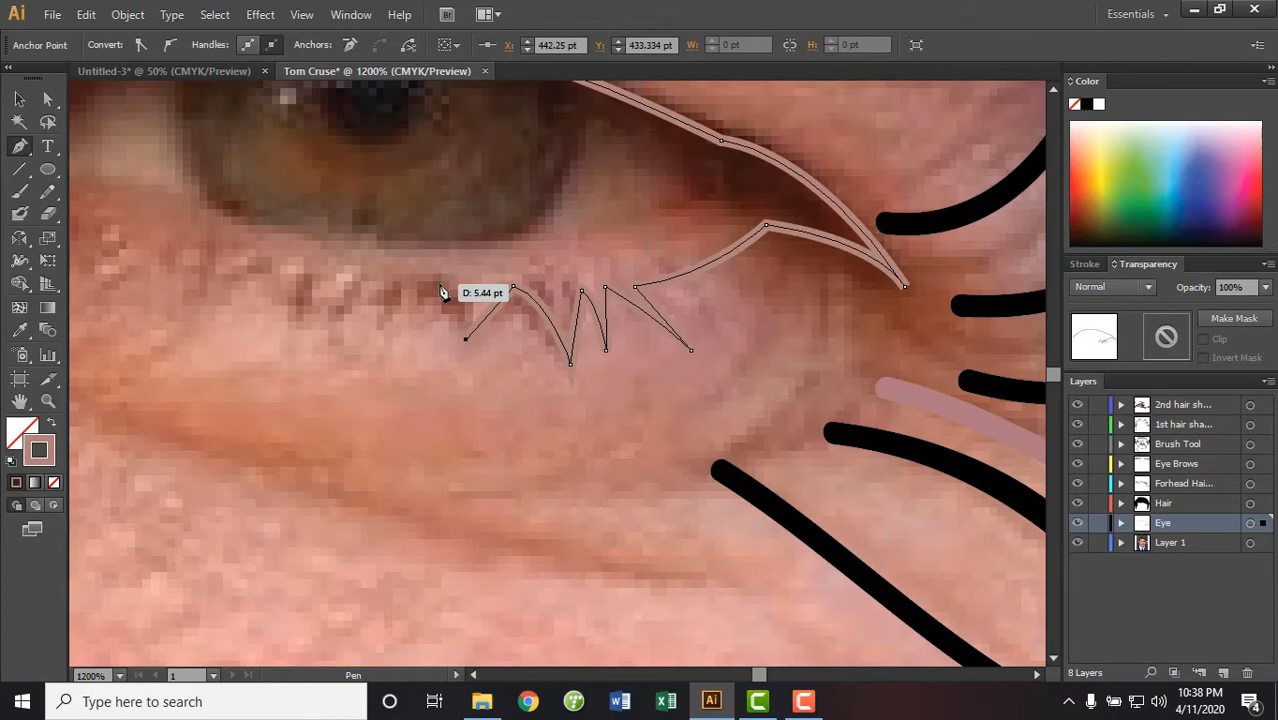 Ai File Edit Object Type Select Effect View Window Help Br Essentials
Anchor Point Convert: Handles: Anchors: X: 442.25 pt Y: 433.334 pt W: 0 pt H: 0 pt
Untitled-3* @ 50% (CMYK/Preview) × Tom Cruse* @ 1200% (CMYK/Preview) ×
Color
D: 5.44 pt
Stroke Transparency
Normal Opacity: 100%
Make Mask
Clip
Invert Mask
Layers
2nd hair sh...
1st hair sha...
Brush Tool
Eye Brows
Forhead Hai...
Hair
Eye
Layer 1
8 Layers
1200% 1 Pen
Type here to search
10:38 PM
4/11/2020
4